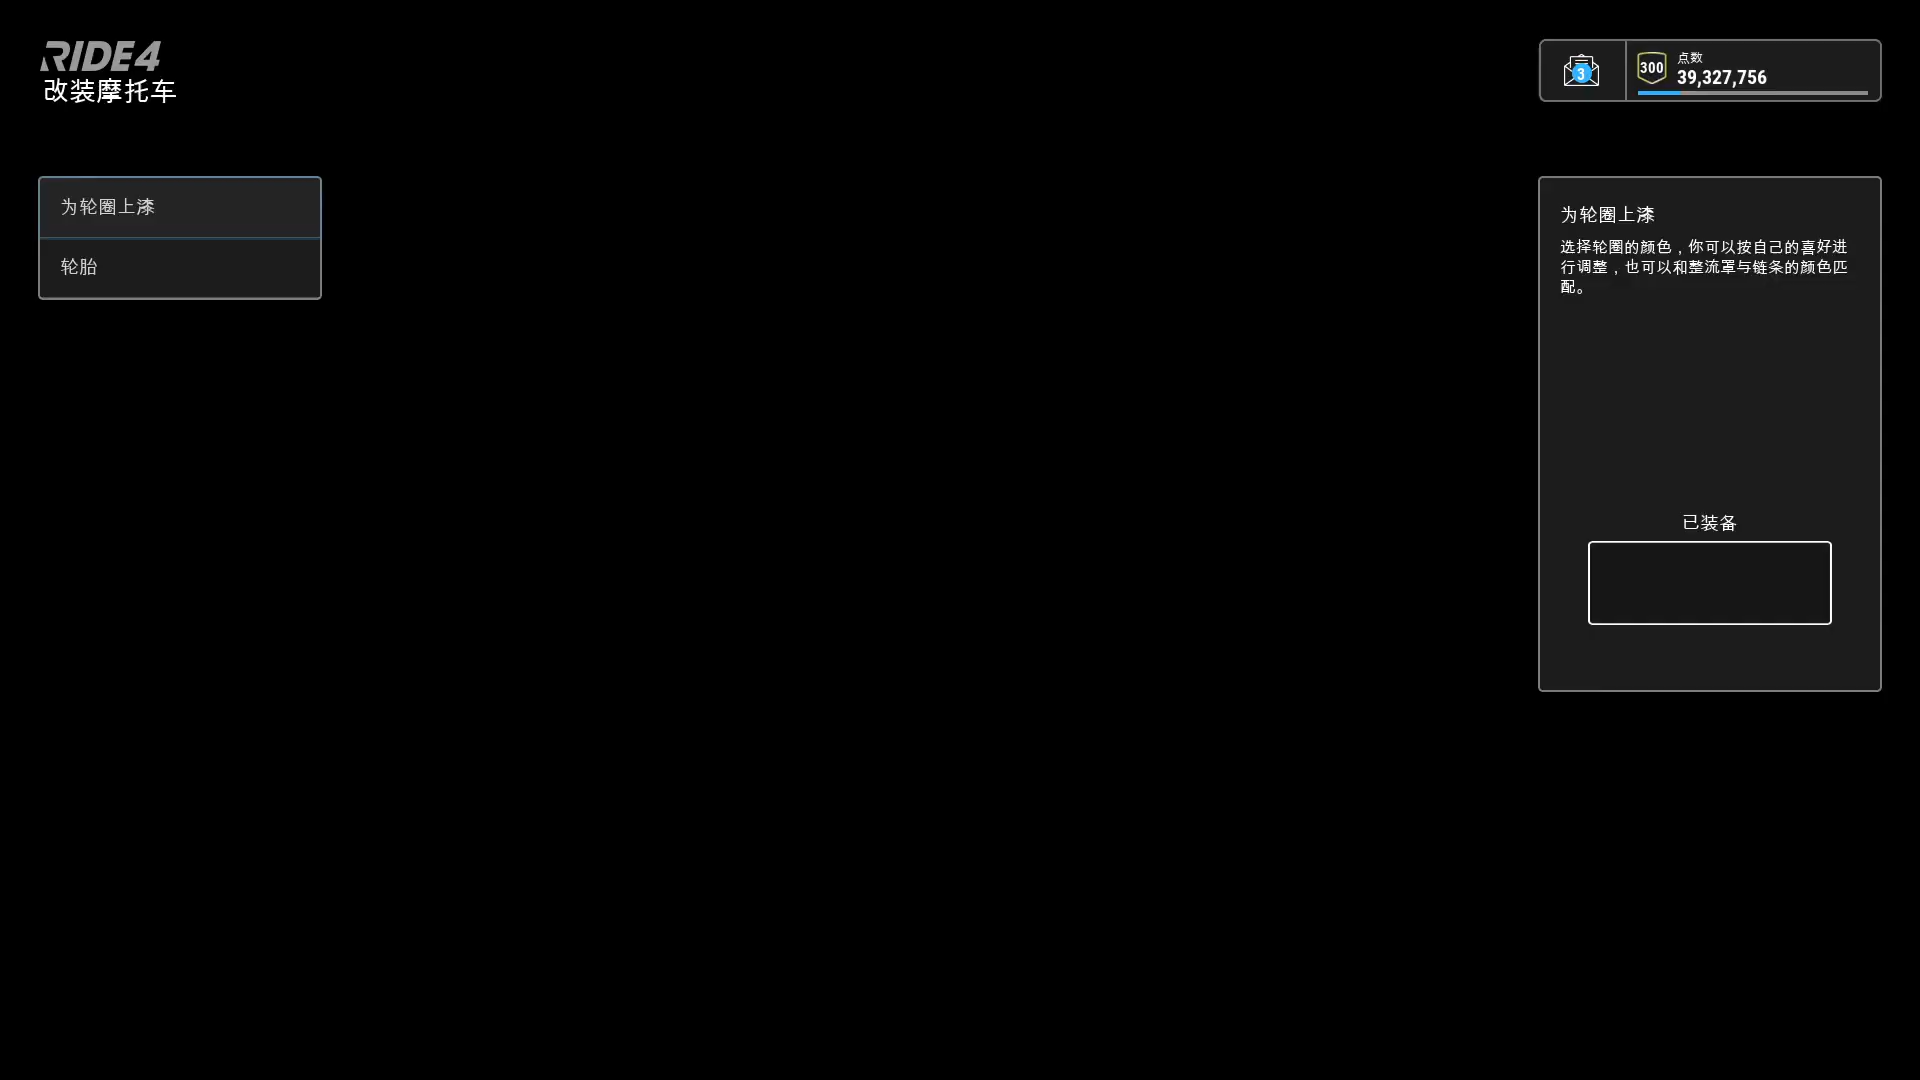 RIDE4
改装摩托车
3
300
点数
39,327,756
为轮圈上漆
轮胎
为轮圈上漆
选择轮圈的颜色，你可以按自己的喜好进
行调整，也可以和整流罩与链条的颜色匹
配。
已装备